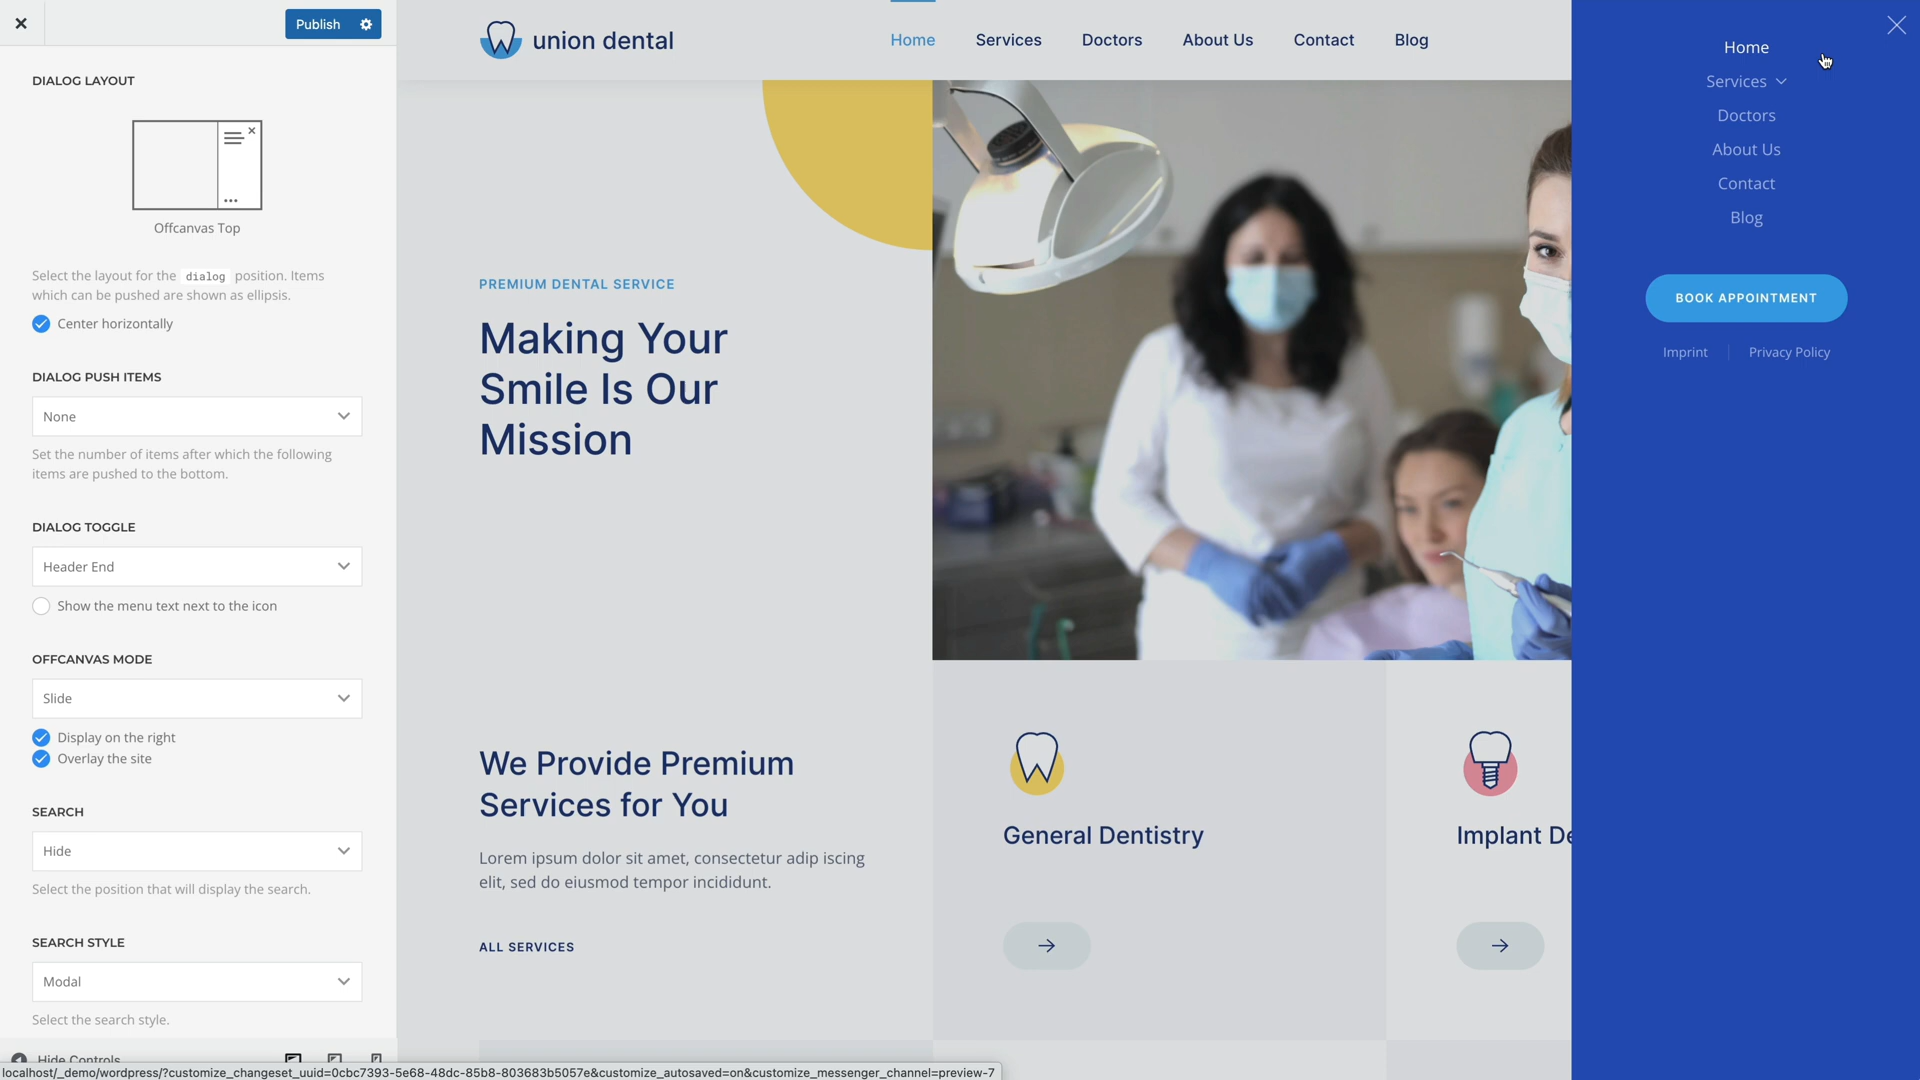 Publish
DIALOG LAYOUT
Offcanvas Top
Select the layout for the dialog position. Items
which can be pushed are shown as ellipsis.
Center horizontally
DIALOG PUSH ITEMS
None
Set the number of items after which the following
items are pushed to the bottom.
DIALOG TOGGLE
Header End
Show the menu text next to the icon
OFFCANVAS MODE
Slide
Display on the right
Overlay the site
SEARCH
Hide
Select the position that will display the search.
SEARCH STYLE
Modal
Select the search style.
Hide Controls
localhost/_demo/wordpress/?customize_changeset_uuid=0cbc7393-5e68-48dc-85b8-803683b5057e&customize_autosaved=on&customize_messenger_channel=preview-7
union dental
Home Services Doctors About Us Contact Blog
PREMIUM DENTAL SERVICE
Making Your
Smile Is Our
Mission
We Provide Premium
Services for You
Lorem ipsum dolor sit amet, consectetur adip iscing
elit, sed do eiusmod tempor incididunt.
ALL SERVICES
General Dentistry
Implant De
Home
Services
Doctors
About Us
Contact
Blog
BOOK APPOINTMENT
Imprint Privacy Policy